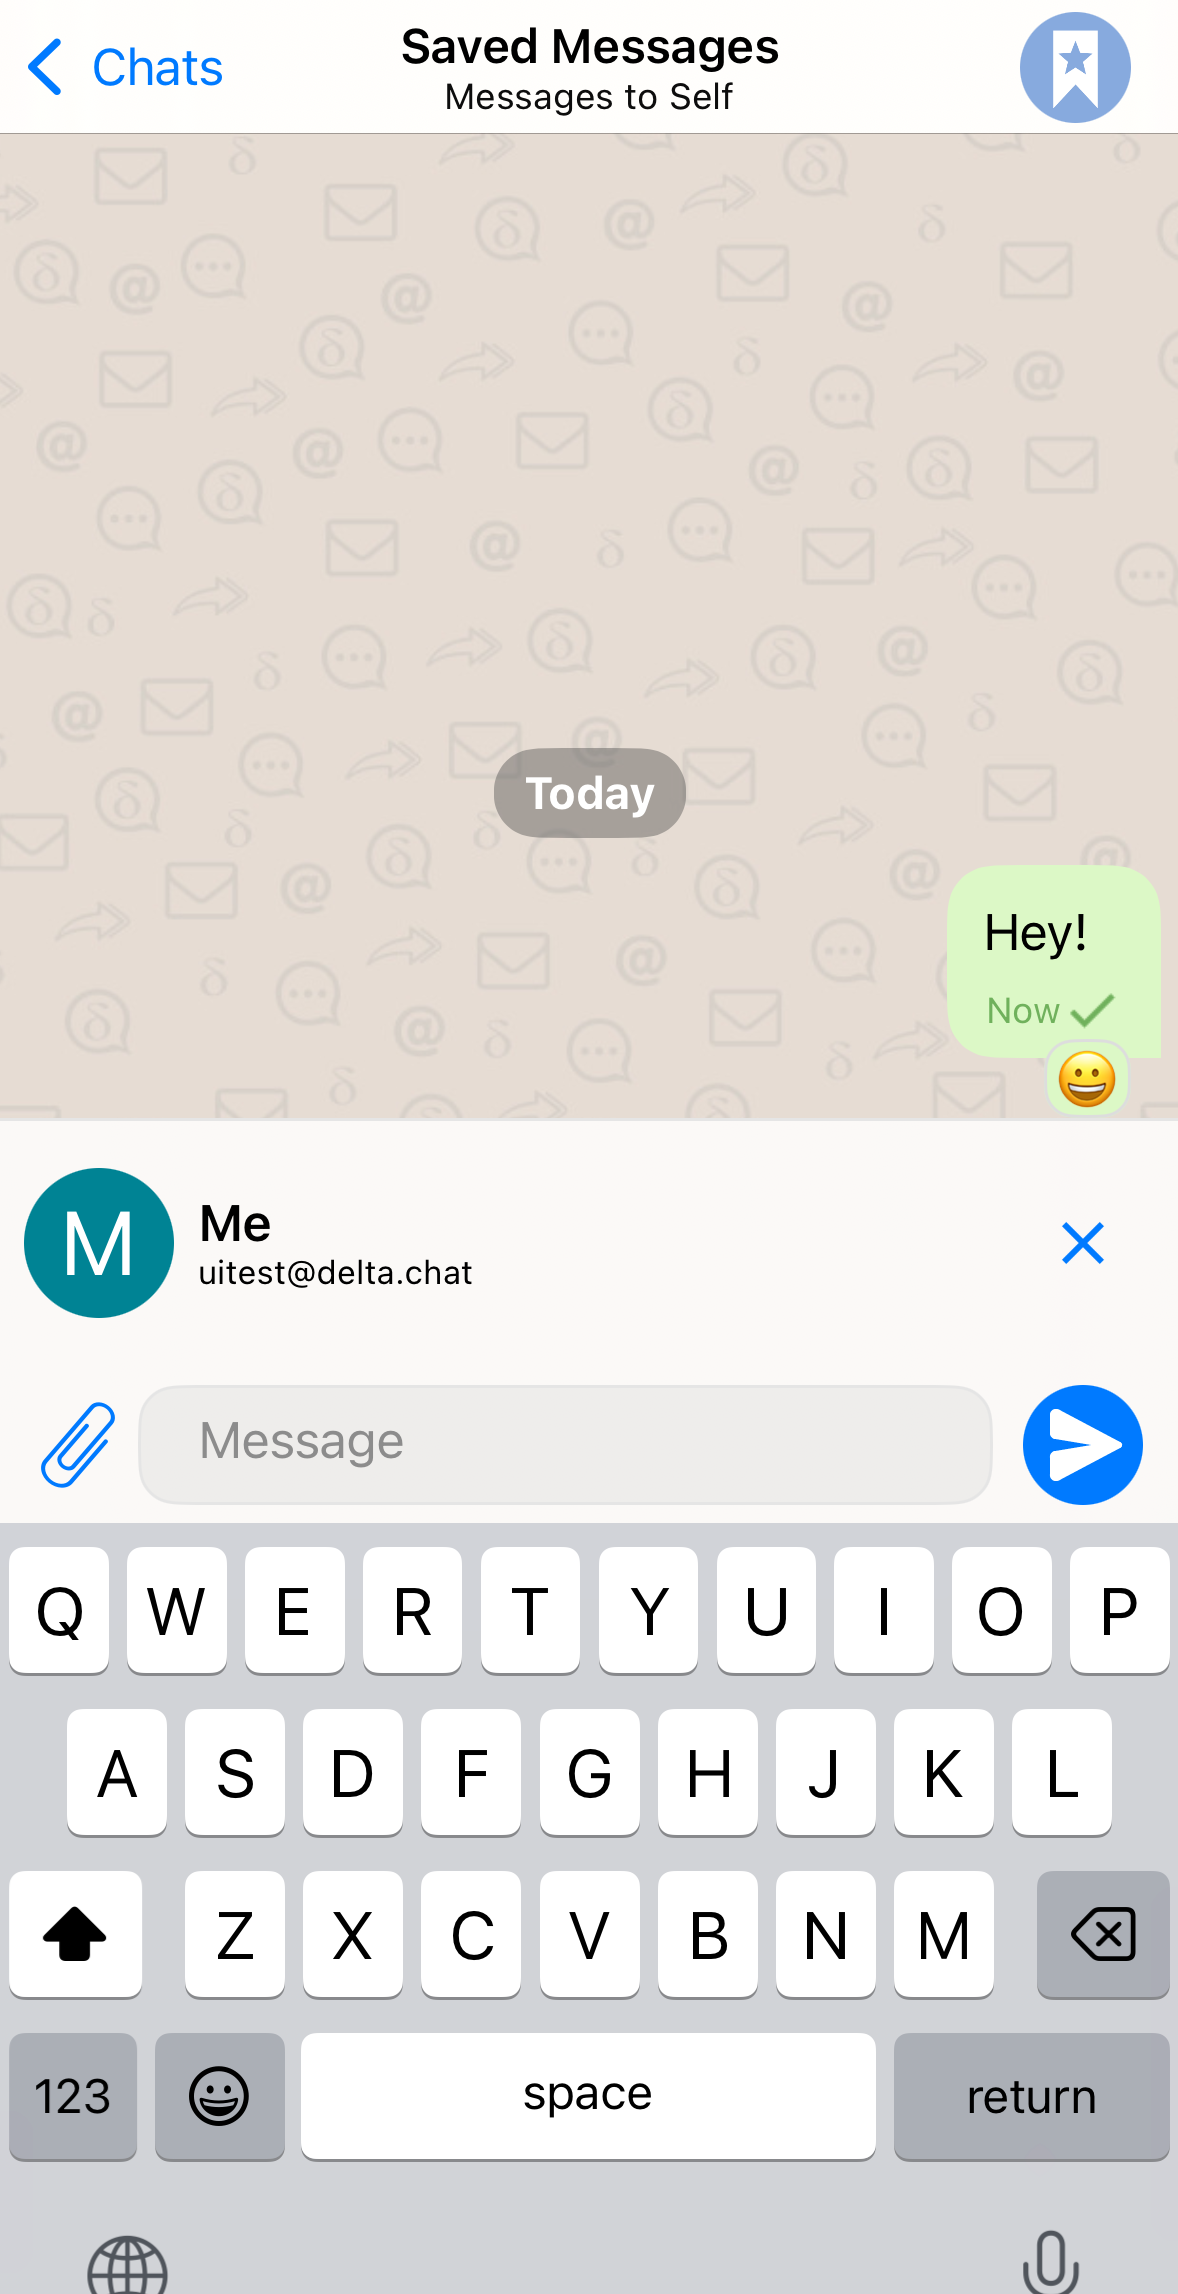 Chats
Saved Messages
Messages to Self
Today
Hey!
Now
M
Me
uitest@delta.chat
Message
Q W E R T Y U I O P
A S D F G H J K L
Z X C V B N M
123 space return